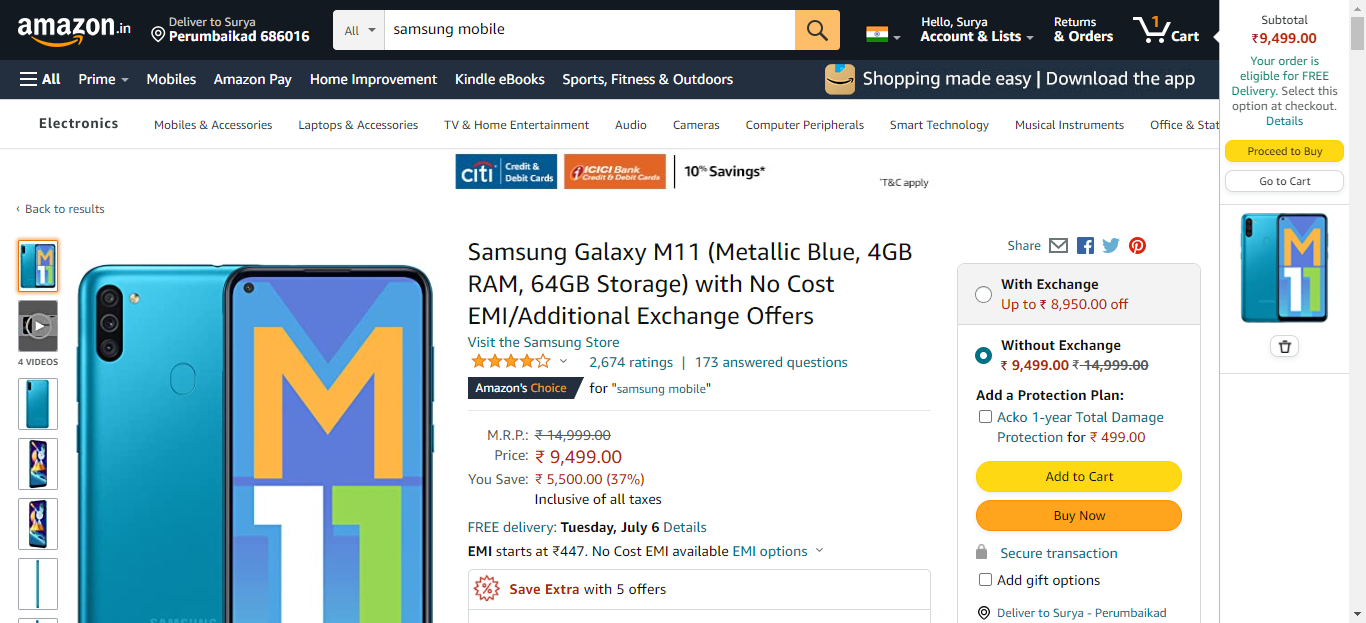 amazon.in
Deliver to Surya
Perumbaikad 686016
All
samsung mobile
Hello, Surya
Account & Lists
Returns
& Orders
1
Cart
All
Prime
Mobiles
Amazon Pay
Home Improvement
Kindle eBooks
Sports, Fitness & Outdoors
Shopping made easy | Download the app
Electronics
Mobiles & Accessories
Laptops & Accessories
TV & Home Entertainment
Audio
Cameras
Computer Peripherals
Smart Technology
Musical Instruments
Office & Stat
citi
Credit &
Debit Cards
ICICI Bank
Credit & Debit Cards
10% Savings*
*T&C apply
‹ Back to results
4 VIDEOS
M
11
SAMSUNG
Samsung Galaxy M11 (Metallic Blue, 4GB
RAM, 64GB Storage) with No Cost
EMI/Additional Exchange Offers
Visit the Samsung Store
2,674 ratings | 173 answered questions
Amazon's Choice for "samsung mobile"
M.R.P.: ₹ 14,999.00
Price: ₹ 9,499.00
You Save: ₹ 5,500.00 (37%)
Inclusive of all taxes
FREE delivery: Tuesday, July 6 Details
EMI starts at ₹447. No Cost EMI available EMI options
% Save Extra with 5 offers
Share
With Exchange
Up to ₹ 8,950.00 off
Without Exchange
₹ 9,499.00 ₹ 14,999.00
Add a Protection Plan:
Acko 1-year Total Damage
Protection for ₹ 499.00
Add to Cart
Buy Now
Secure transaction
Add gift options
Deliver to Surya - Perumbaikad
Subtotal
₹9,499.00
Your order is
eligible for FREE
Delivery. Select this
option at checkout.
Details
Proceed to Buy
Go to Cart
M
11